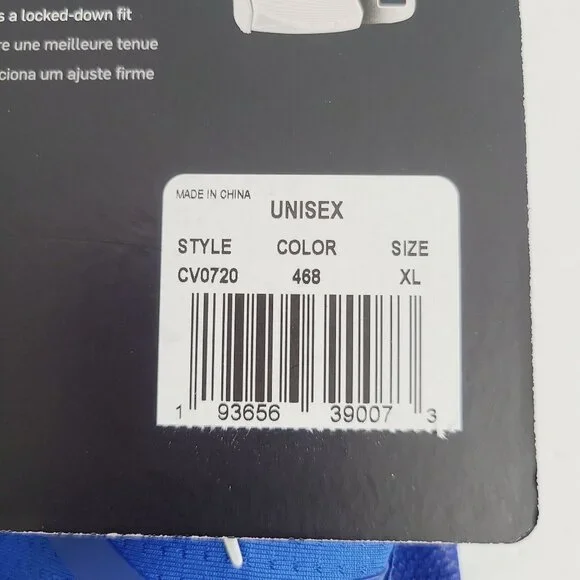 s a locked-down fit
re une meilleure tenue
ciona um ajuste firme
MADE IN CHINA
UNISEX
STYLE COLOR SIZE
CV0720 468 XL
1 93656 39007 3